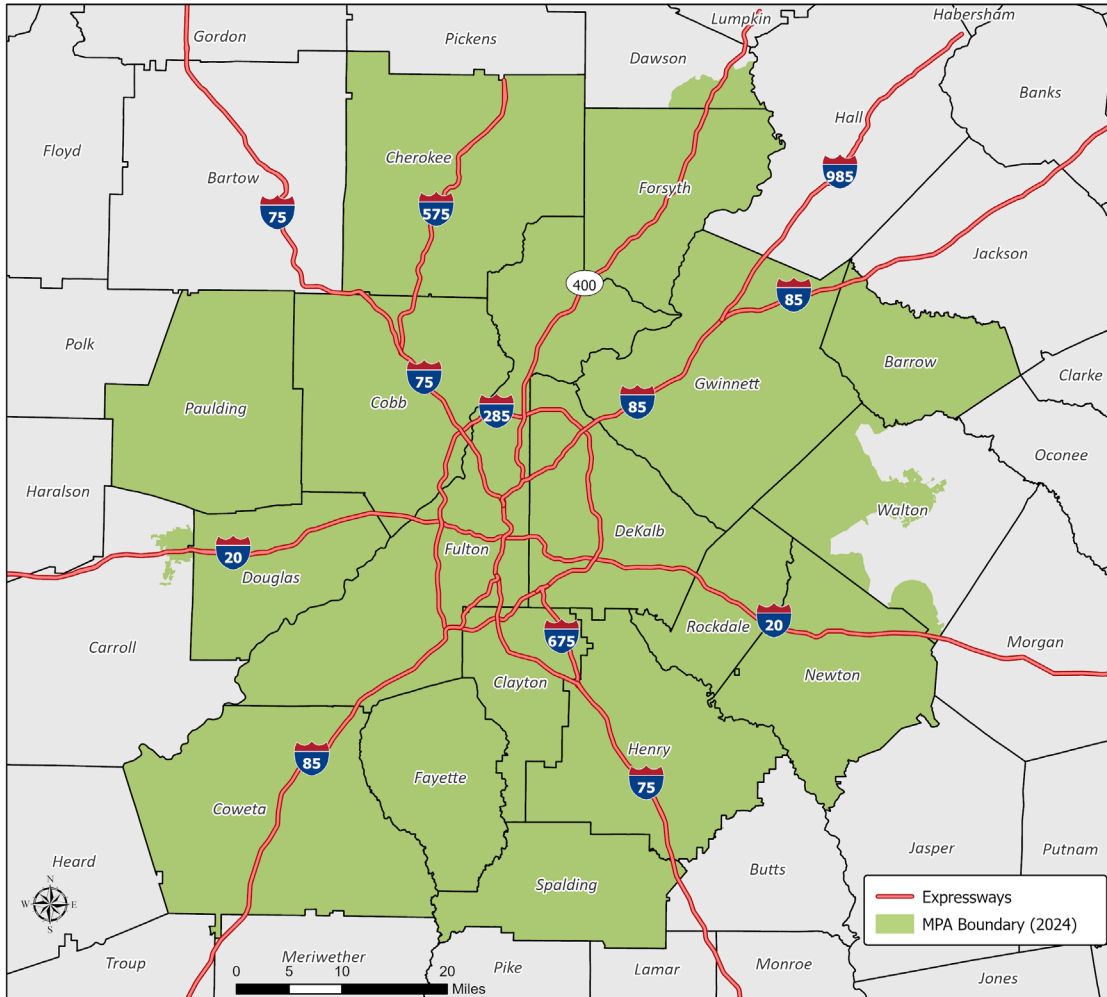 Gordon
Pickens
Lumpkin
Habersham
Dawson
Banks
Hall
Floyd
Bartow
Cherokee
Forsyth
985
75
575
Jackson
400
85
Polk
Barrow
Clarke
75
Gwinnett
Paulding
Cobb
285
85
Oconee
Haralson
Walton
20
Fulton
DeKalb
Douglas
Carroll
675
Rockdale
20
Morgan
Clayton
Newton
85
Henry
75
Fayette
Coweta
Heard
Spalding
Butts
Jasper
Putnam
N
W E
S
Expressways
MPA Boundary (2024)
Troup
Meriwether
Pike
Lamar
Monroe
Jones
0 5 10 20
Miles